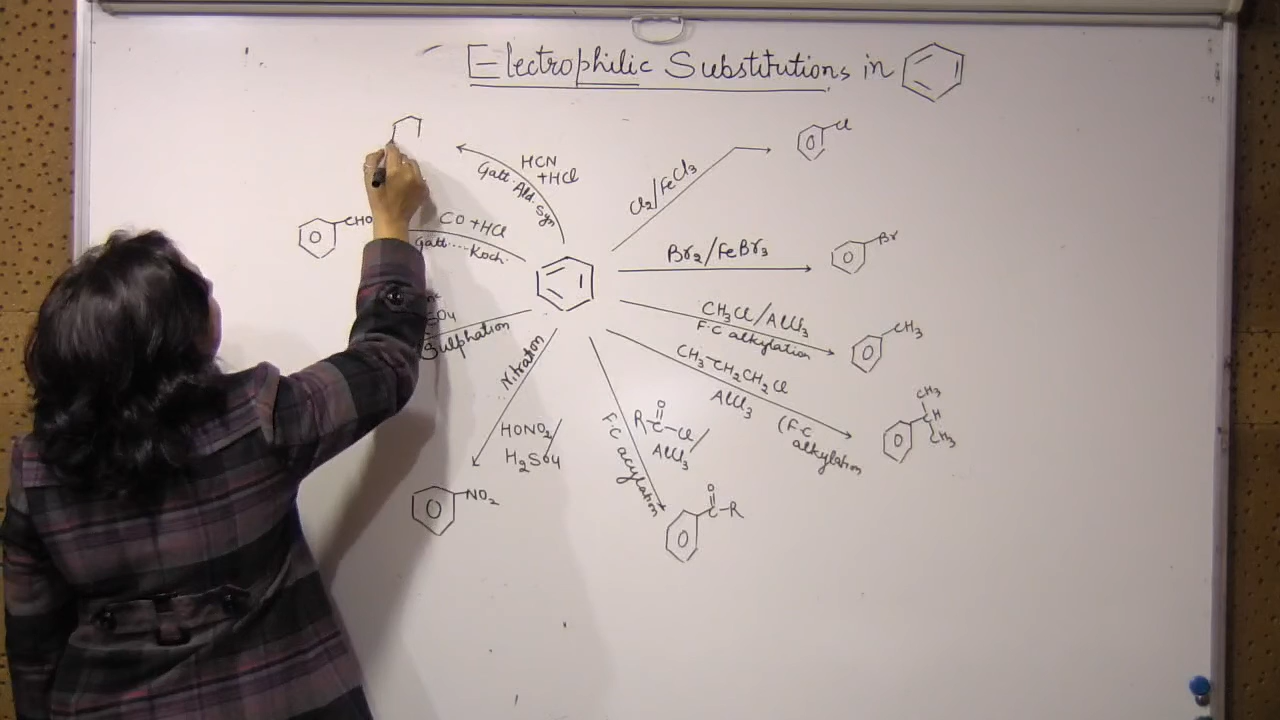 Electrophilic Substitutions in
HCN
+HCl
Gatt. Ald. Syn
CHO
CO +HCl
Gatt.... Koch.
SO4
Sulphation
Nitration
HONO2/
H2SO4
NO2
F.C acylation
R-C-Cl/
O
AlCl3
O
C-R
CH3-CH2CH2Cl
AlCl3
(F.C
alkylation
CH3
CH
CH3
CH3Cl/AlCl3
F.C alkylation
CH3
Br2/FeBr3
Br
Cl2/FeCl3
Cl